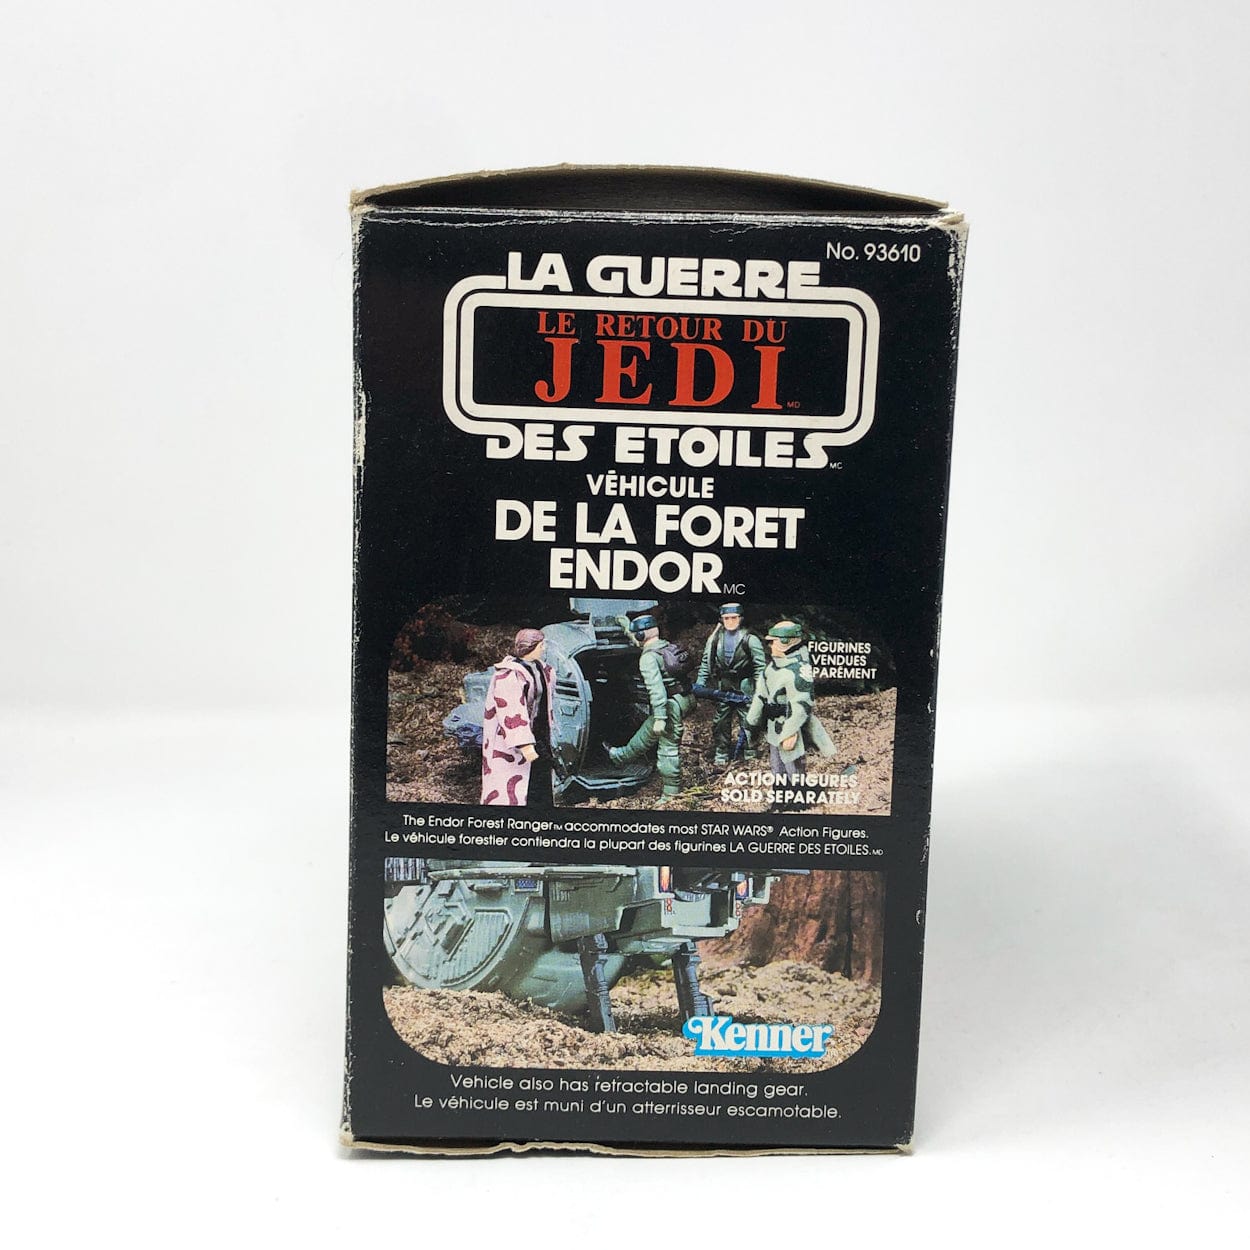 No. 93610
LA GUERRE
LE RETOUR DU
JEDI MD
DES ETOILES MC
VÉHICULE
DE LA FORET
ENDOR MC
FIGURINES
VENDUES
SÉPARÉMENT
ACTION FIGURES
SOLD SEPARATELY
The Endor Forest Ranger TM accommodates most STAR WARS® Action Figures.
Le véhicule forestier contiendra la plupart des figurines LA GUERRE DES ETOILES. MD
Kenner
Vehicle also has retractable landing gear.
Le véhicule est muni d'un atterrisseur escamotable.